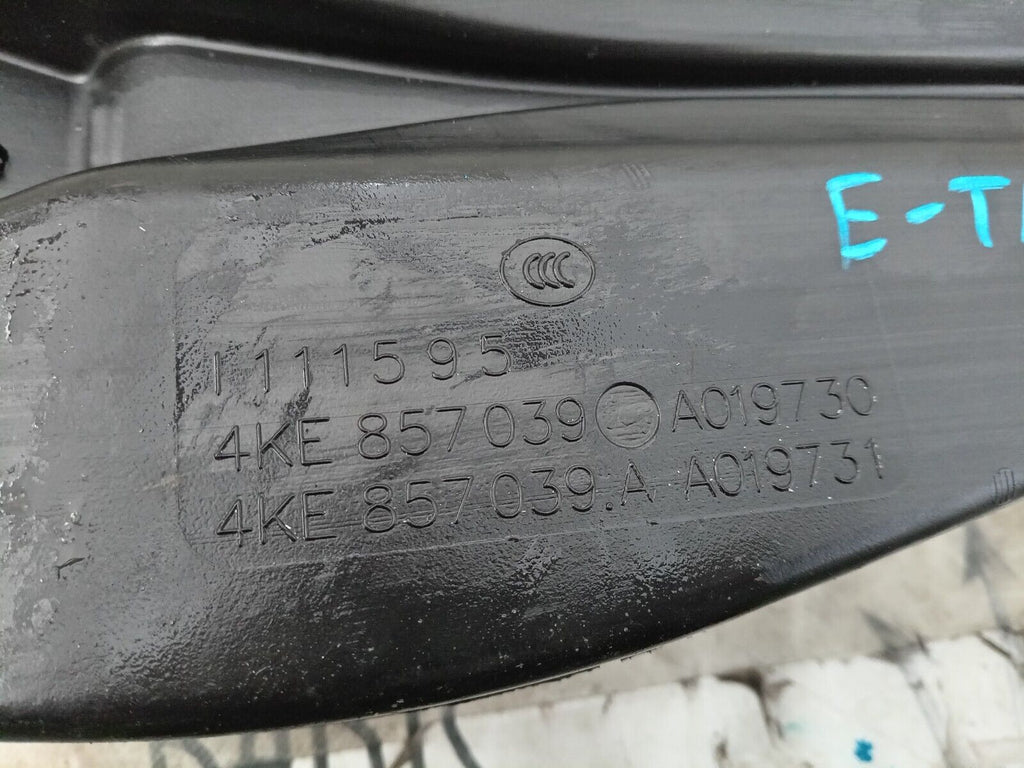 E-T
CCC
1111595
4KE 857 039 A019730
4KE 857 039.A A019731